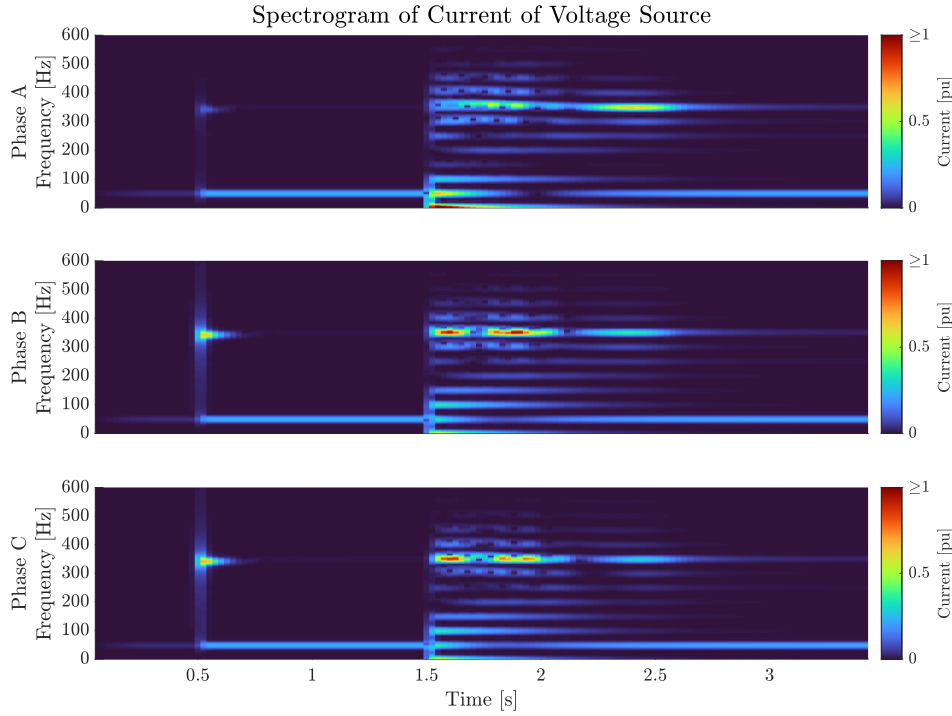 Spectrogram of Current of Voltage Source
Phase A
Frequency [Hz]
600
500
400
300
200
100
0
≥1
0.5
0
Current [pu]
Phase B
Frequency [Hz]
600
500
400
300
200
100
0
≥1
0.5
0
Current [pu]
Phase C
Frequency [Hz]
600
500
400
300
200
100
0
≥1
0.5
0
Current [pu]
0.5 1 1.5 2 2.5 3
Time [s]